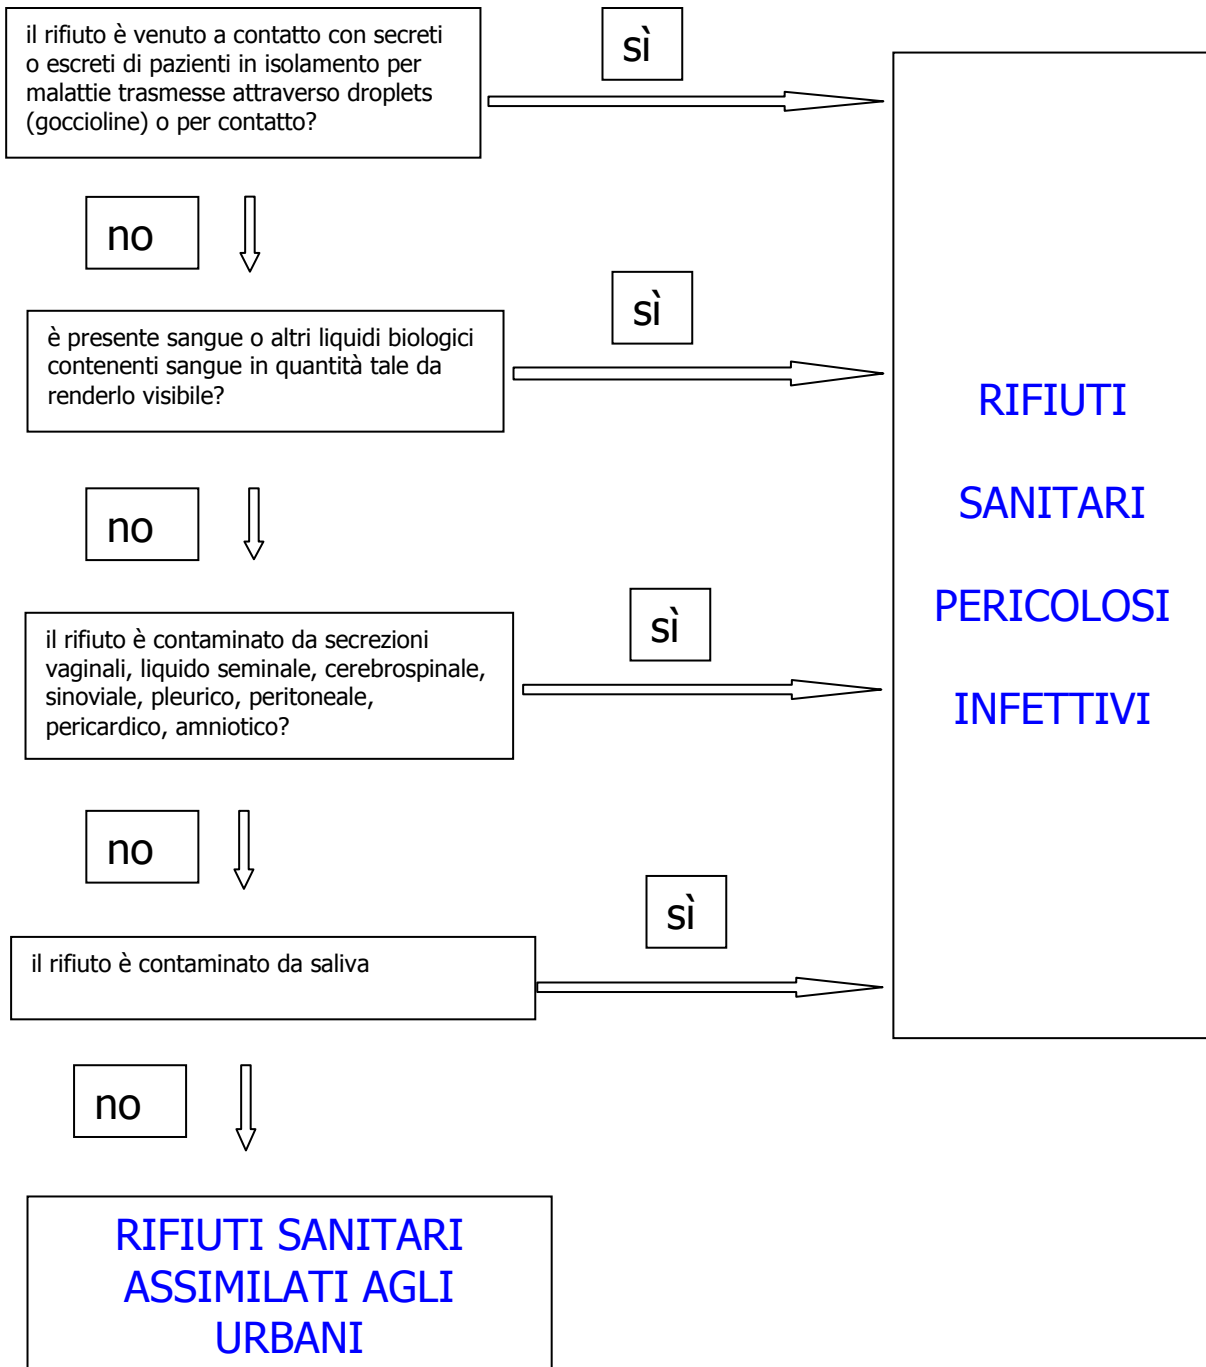 il rifiuto è venuto a contatto con secreti
o escreti di pazienti in isolamento per
malattie trasmesse attraverso droplets
(goccioline) o per contatto?
sì
no
è presente sangue o altri liquidi biologici
contenenti sangue in quantità tale da
renderlo visibile?
sì
no
il rifiuto è contaminato da secrezioni
vaginali, liquido seminale, cerebrospinale,
sinoviale, pleurico, peritoneale,
pericardico, amniotico?
sì
no
il rifiuto è contaminato da saliva
sì
no
RIFIUTI
SANITARI
PERICOLOSI
INFETTIVI
RIFIUTI SANITARI
ASSIMILATI AGLI
URBANI